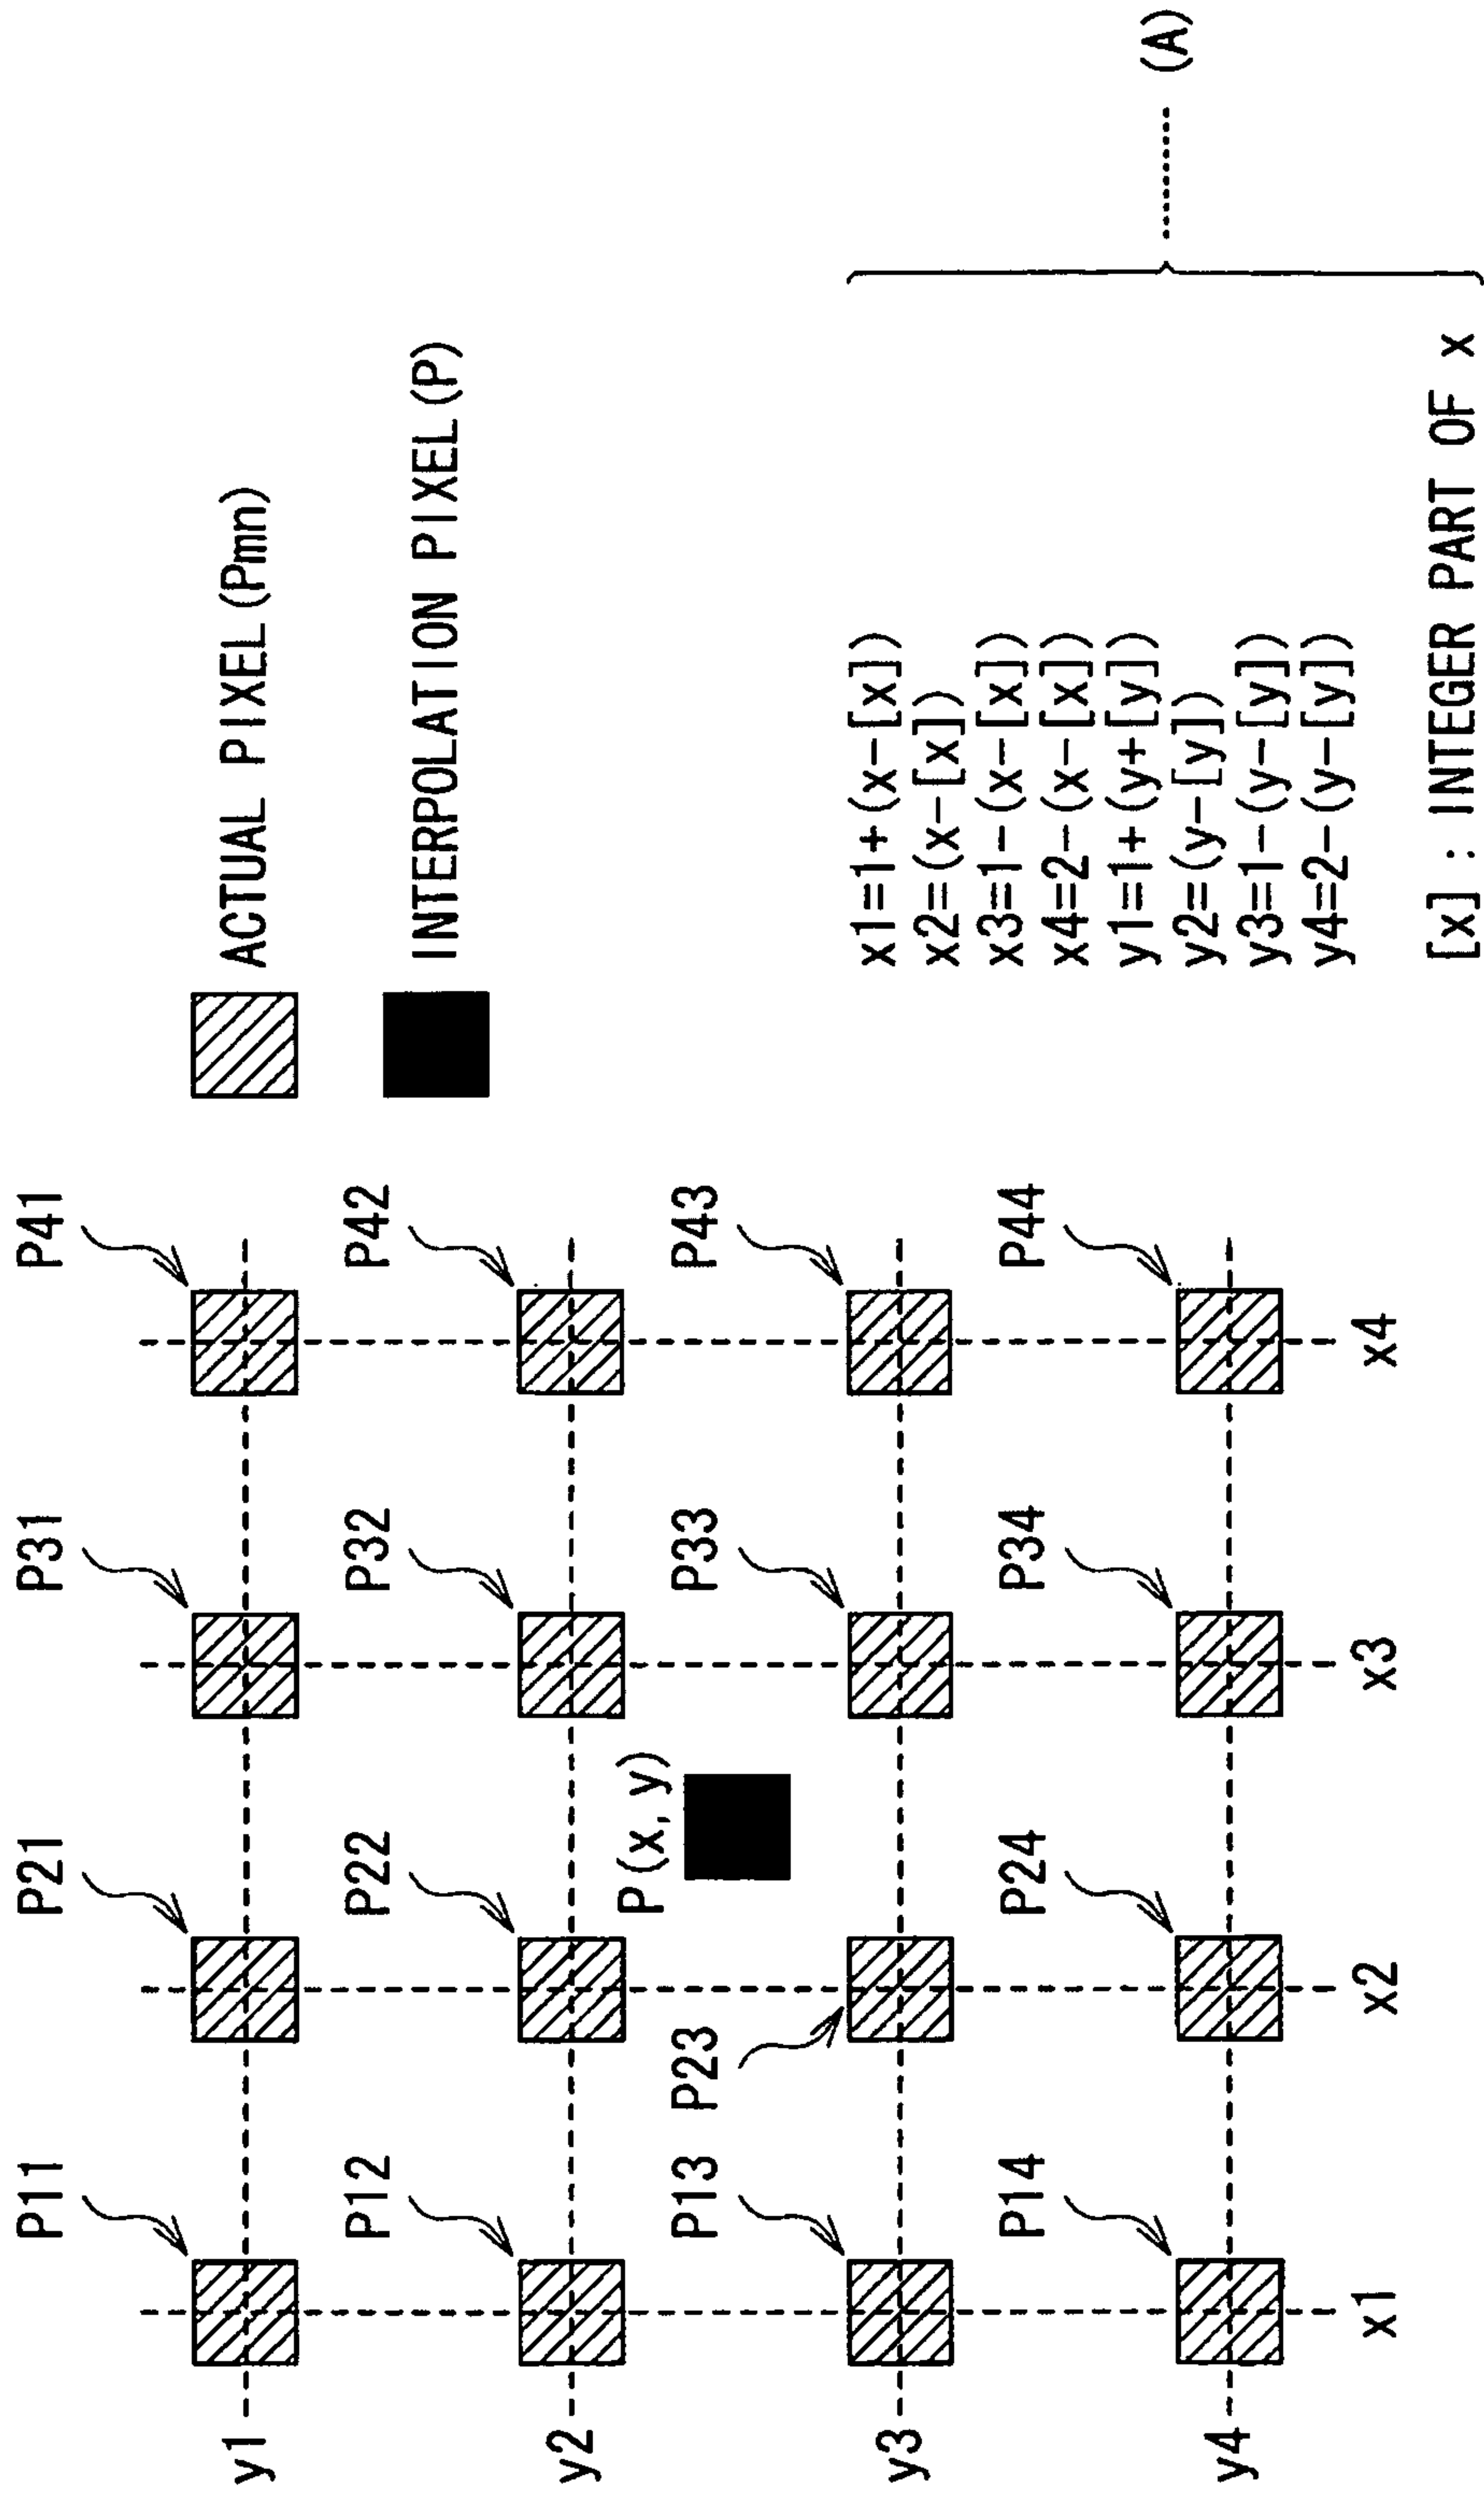 P11 P21 P31 P41
y1
ACTUAL PIXEL(Pmn)
P12 P22 P32 P42
y2
INTERPOLATION PIXEL(P)
P(x, y)
P13 P23 P33 P43
y3
P14 P24 P34 P44
y4
x1 x2 x3 x4
x1=1+(x-[x])
x2=(x-[x])
x3=1-(x-[x])
x4=2-(x-[x])
y1=1+(y+[y])
y2=(y-[y])
y3=1-(y-[y])
y4=2-(y-[y])
(A)
[x] : INTEGER PART OF x